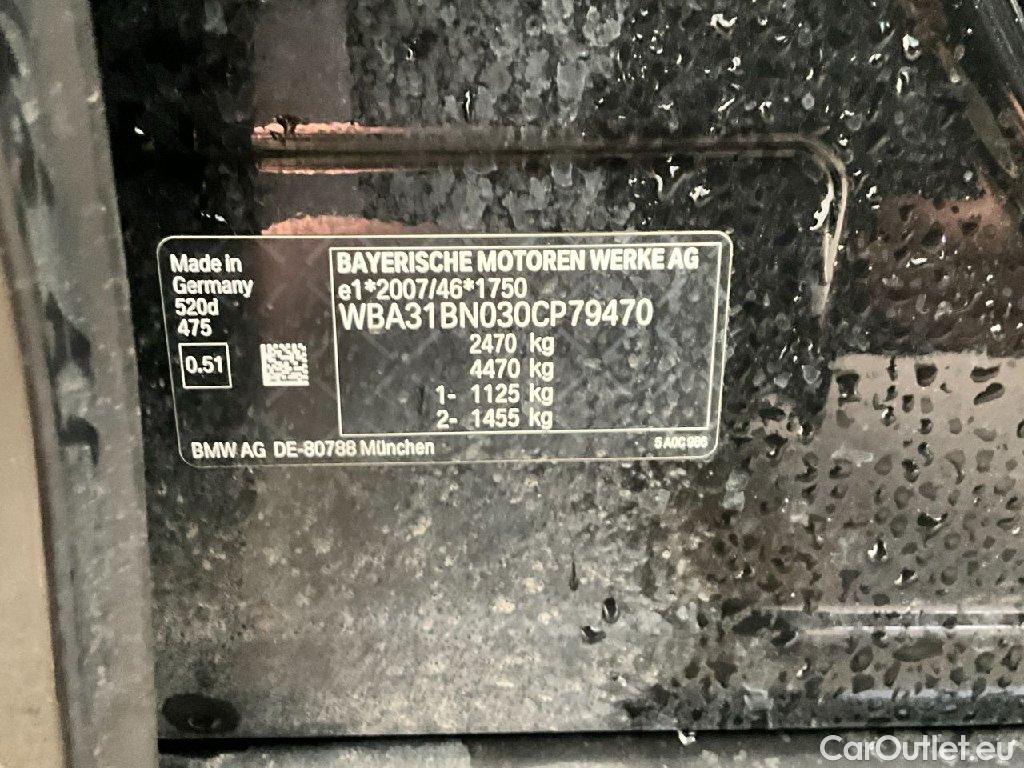 Made in
Germany
520d
475
0.51
BAYERISCHE MOTOREN WERKE AG
e1*2007/46*1750
WBA31BN030CP79470
2470 kg
4470 kg
1- 1125 kg
2- 1455 kg
BMW AG DE-80788 München
CarOutlet.eu